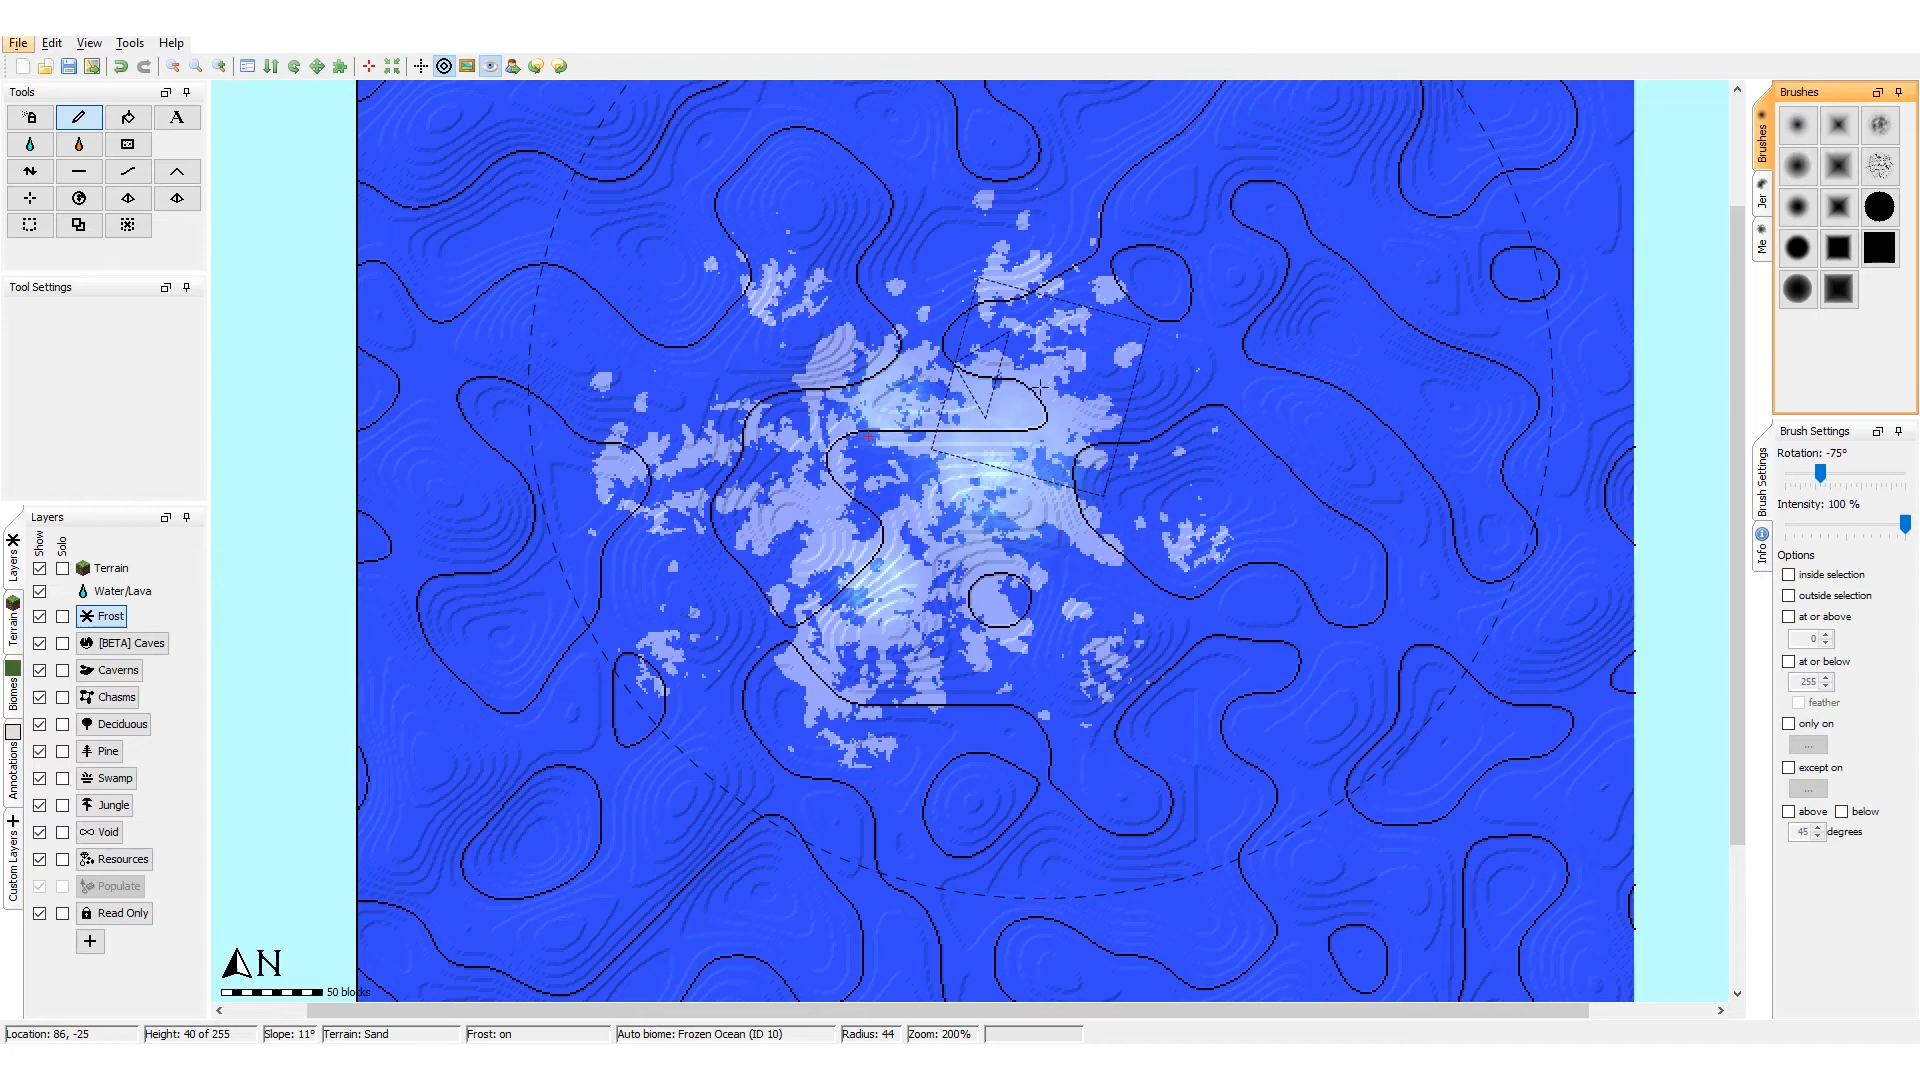 File Edit View Tools Help
Tools
A
Tool Settings
Layers
Show
Solo
Terrain
Water/Lava
Frost
[BETA] Caves
Caverns
Chasms
Deciduous
Pine
Swamp
Jungle
Void
Resources
Populate
Read Only
Layers
Terrain
Biomes
Annotations
Custom Layers
N
50 blocks
Brushes
Brushes
Jer
Me
Brush Settings
Info
Brush Settings
Rotation: -75°
Intensity: 100 %
Options
inside selection
outside selection
at or above
0
at or below
255
feather
only on
...
except on
...
above below
45 degrees
Location: 86, -25 Height: 40 of 255 Slope: 11° Terrain: Sand Frost: on Auto biome: Frozen Ocean (ID 10) Radius: 44 Zoom: 200%